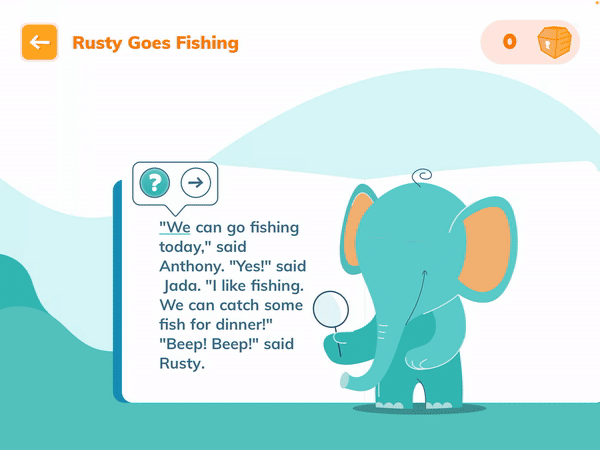 Rusty Goes Fishing
0
?
"We can go fishing
today," said
Anthony. "Yes!" said
Jada. "I like fishing.
We can catch some
fish for dinner!"
"Beep! Beep!" said
Rusty.